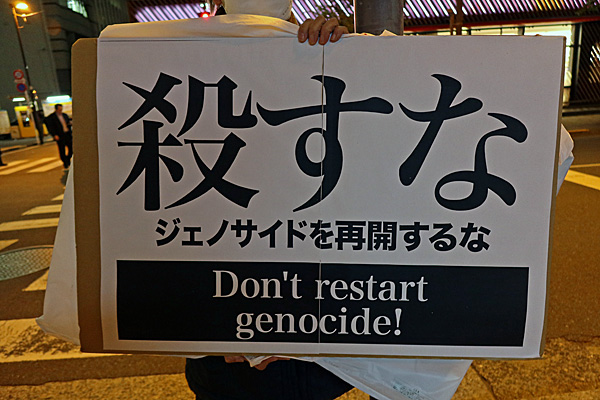 殺すな
ジェノサイドを再開するな
Don't restart
genocide!